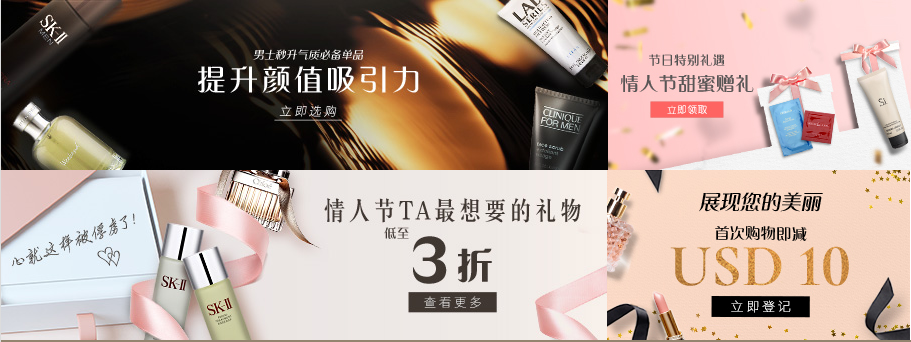 SK-II
MEN
LAB
SERIES
男士秒升气质必备单品
提升颜值吸引力
立即选购
CLINIQUE
FOR MEN
face scrub
节日特别礼遇
情人节甜蜜赠礼
立即领取
心就这样被俘虏了!
SK-II
SK-II
Chloé
情人节TA最想要的礼物
低至
3折
查看更多
展现您的美丽
首次购物即减
USD 10
立即登记